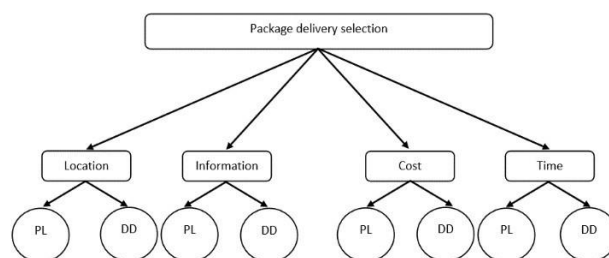 Package delivery selection
Location Information Cost Time
PL DD PL DD PL DD PL DD